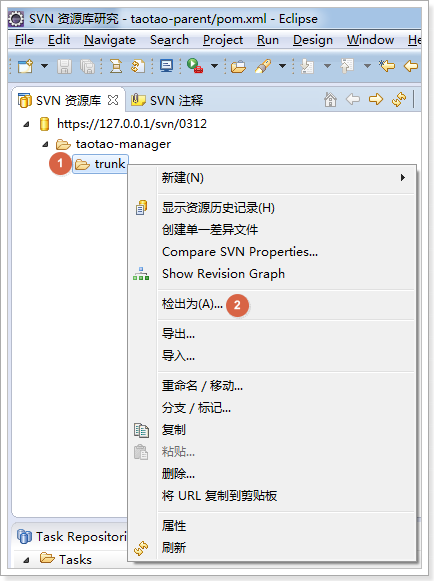 SVN 资源库研究 - taotao-parent/pom.xml - Eclipse
File Edit Navigate Search Project Run Design Window He
SVN 资源库 SVN 注释
https://127.0.0.1/svn/0312
taotao-manager
1 trunk
新建(N)
显示资源历史记录(H)
创建单一差异文件
Compare SVN Properties...
Show Revision Graph
检出为(A)... 2
导出...
导入...
重命名 / 移动...
分支 / 标记...
复制
粘贴...
删除...
将 URL 复制到剪贴板
属性
刷新
Task Repositori
Tasks